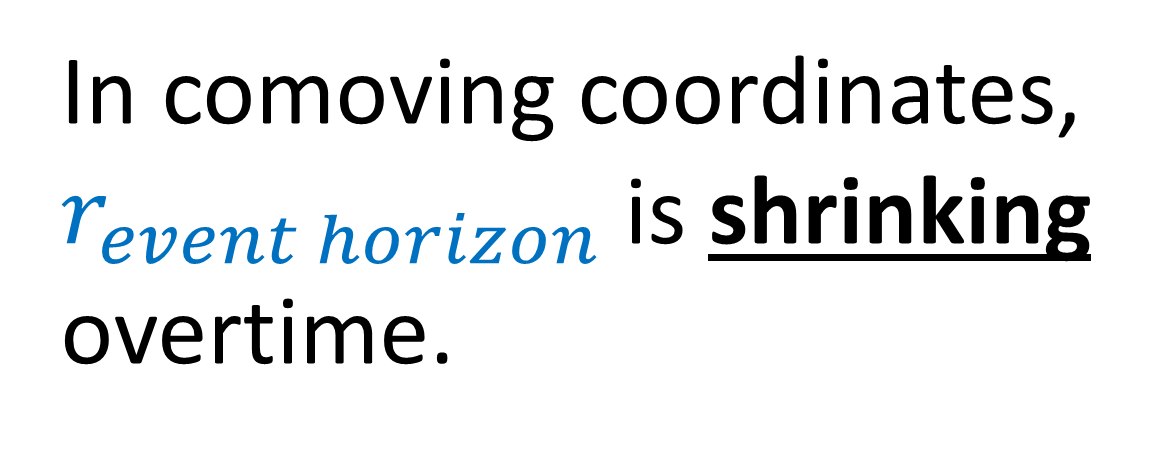 In comoving coordinates,
r_event horizon is shrinking
overtime.